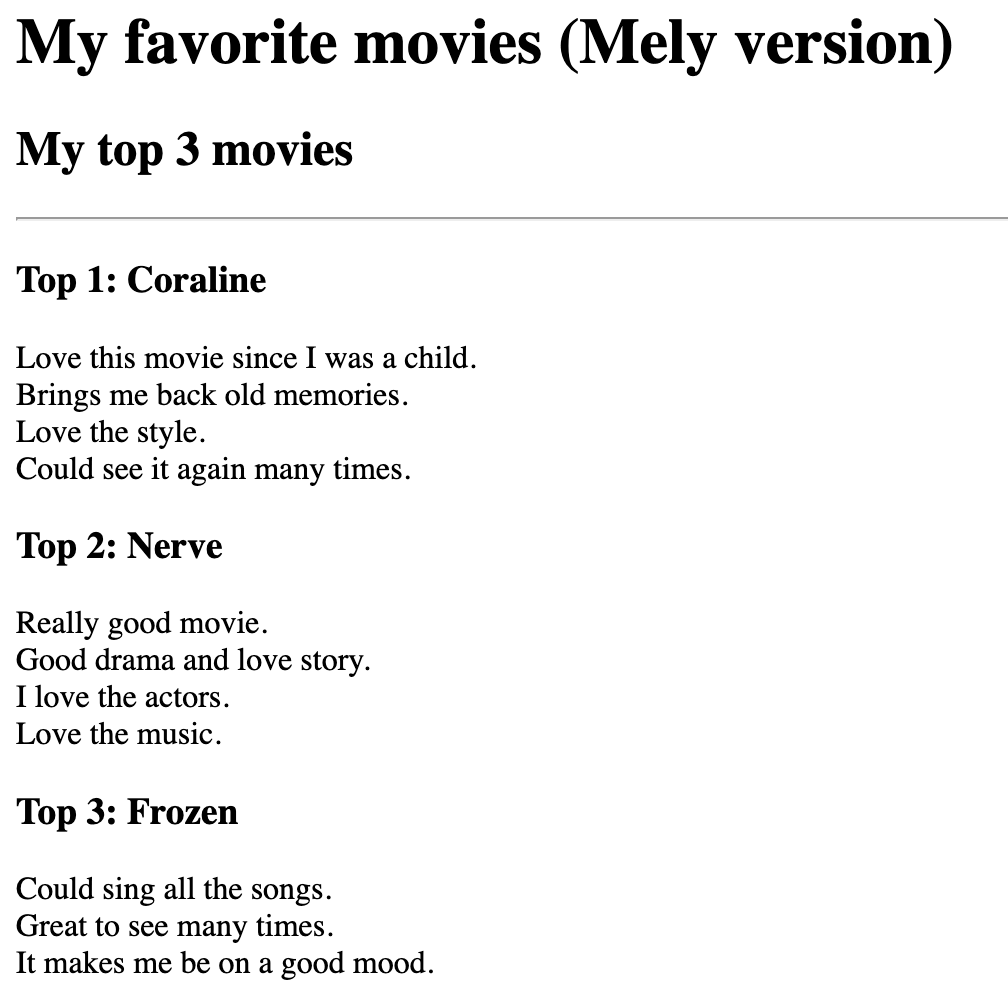 My favorite movies (Mely version)
My top 3 movies
Top 1: Coraline
Love this movie since I was a child.
Brings me back old memories.
Love the style.
Could see it again many times.
Top 2: Nerve
Really good movie.
Good drama and love story.
I love the actors.
Love the music.
Top 3: Frozen
Could sing all the songs.
Great to see many times.
It makes me be on a good mood.